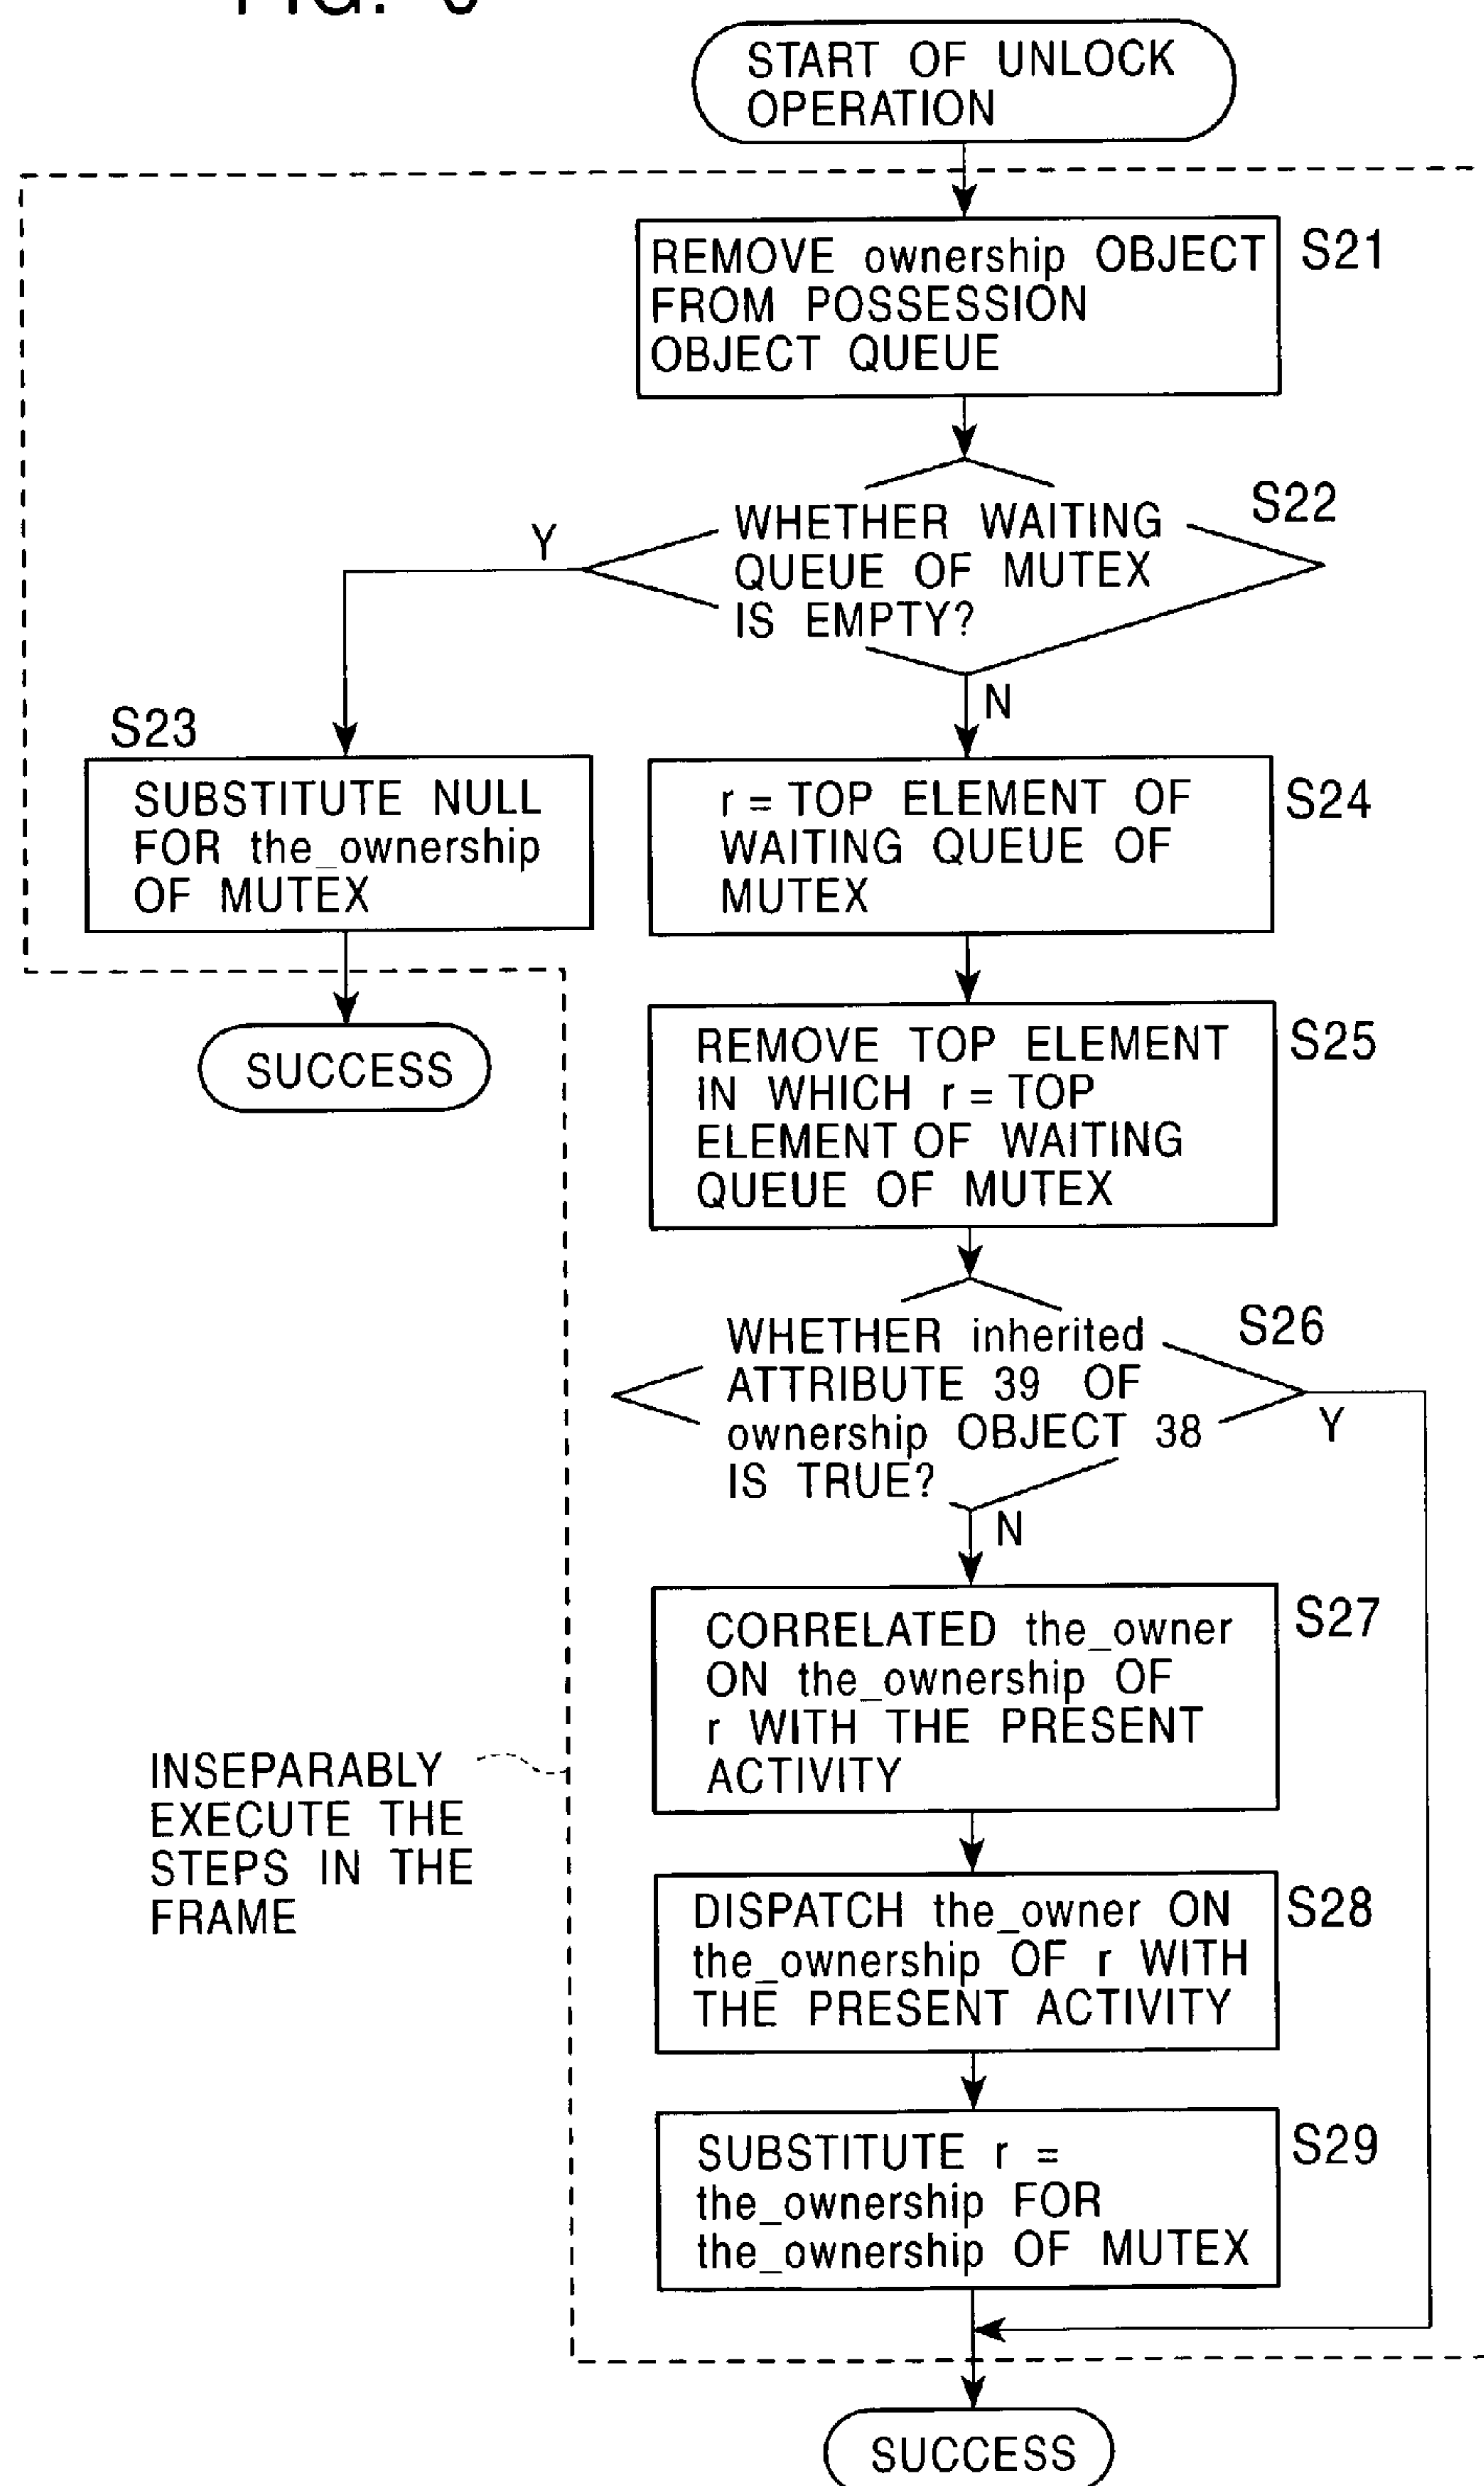 START OF UNLOCK
OPERATION
REMOVE ownership OBJECT
FROM POSSESSION
OBJECT QUEUE
S21
WHETHER WAITING
QUEUE OF MUTEX
IS EMPTY?
S22
Y
N
S23
SUBSTITUTE NULL
FOR the_ownership
OF MUTEX
SUCCESS
r = TOP ELEMENT OF
WAITING QUEUE OF
MUTEX
S24
REMOVE TOP ELEMENT
IN WHICH r = TOP
ELEMENT OF WAITING
QUEUE OF MUTEX
S25
WHETHER inherited
ATTRIBUTE 39 OF
ownership OBJECT 38
IS TRUE?
S26
Y
N
CORRELATED the_owner
ON the_ownership OF
r WITH THE PRESENT
ACTIVITY
S27
INSEPARABLY
EXECUTE THE
STEPS IN THE
FRAME
DISPATCH the_owner ON
the_ownership OF r WITH
THE PRESENT ACTIVITY
S28
SUBSTITUTE r =
the_ownership FOR
the_ownership OF MUTEX
S29
SUCCESS